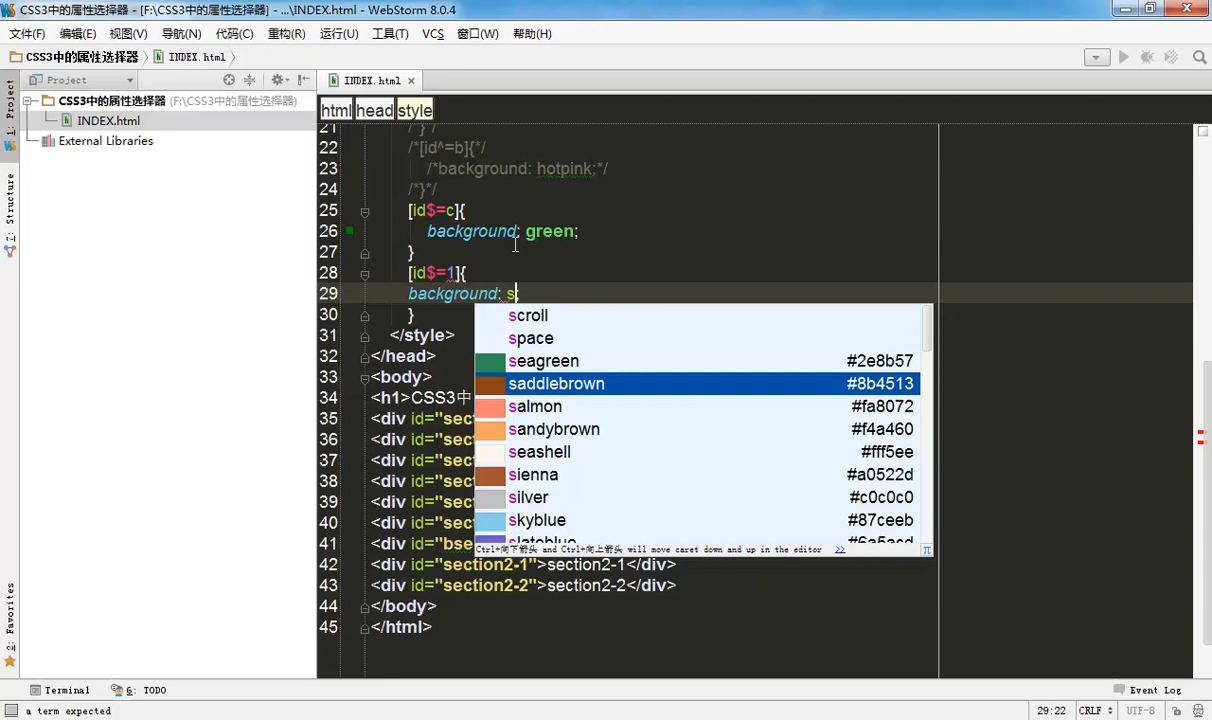 CSS3中的属性选择器 - [F:\CSS3中的属性选择器] - ...\INDEX.html - WebStorm 8.0.4
文件(F) 编辑(E) 视图(V) 导航(N) 代码(C) 重构(R) 运行(U) 工具(T) VCS 窗口(W) 帮助(H)
CSS3中的属性选择器 INDEX.html
Project INDEX.html
CSS3中的属性选择器 (F:\CSS3中的属性选择器)
INDEX.html
External Libraries
1: Project
7: Structure
2: Favorites
html head style
21 /*}*/
22 /*[id^=b]{*/
23 /*background: hotpink;*/
24 /*}*/
25 [id$=c]{
26 background: green;
27 }
28 [id$=1]{
29 background: s;
30 }
31 </style>
32 </head>
33 <body>
34 <h1>CSS3中
35 <div id="sect
36 <div id="sect
37 <div id="sect
38 <div id="sect
39 <div id="sect
40 <div id="sect
41 <div id="bse
42 <div id="section2-1">section2-1</div>
43 <div id="section2-2">section2-2</div>
44 </body>
45 </html>
scroll
space
seagreen #2e8b57
saddlebrown #8b4513
salmon #fa8072
sandybrown #f4a460
seashell #fff5ee
sienna #a0522d
silver #c0c0c0
skyblue #87ceeb
slateblue #6a5acd
Ctrl+向下箭头 and Ctrl+向上箭头 will move caret down and up in the editor >> π
Terminal 6: TODO Event Log
a term expected 29:22 CRLF UTF-8